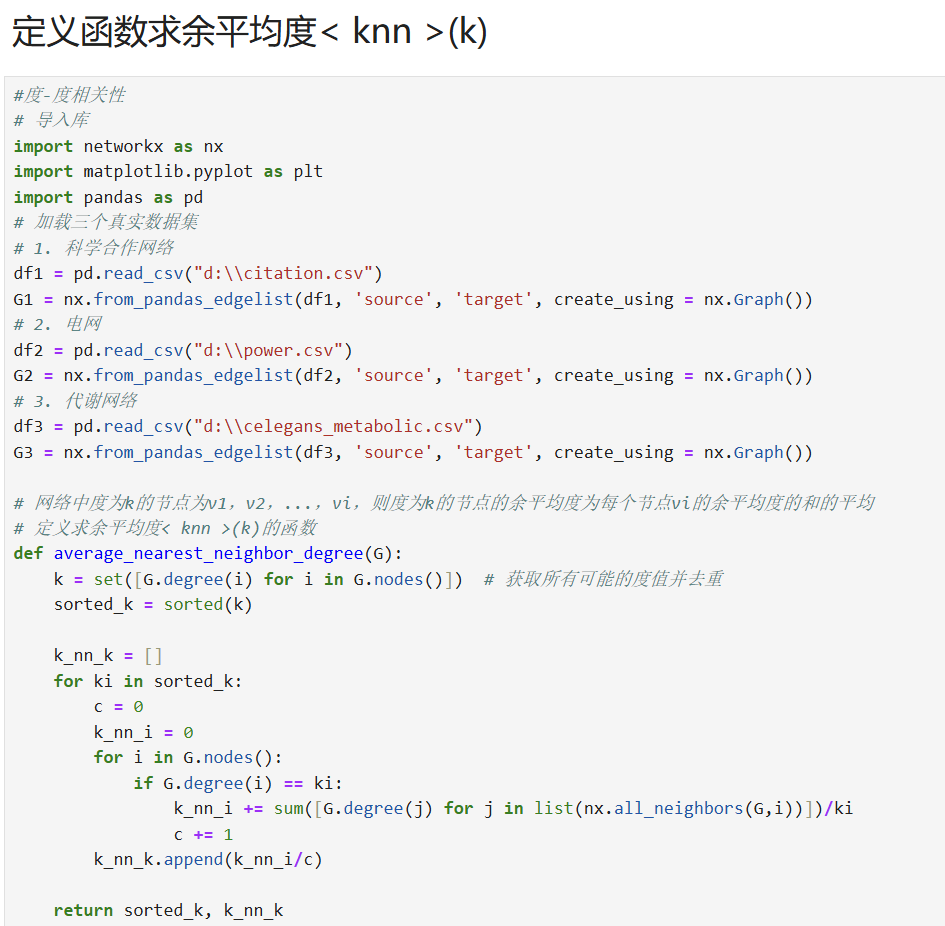 定义函数求余平均度< knn >(k)
#度-度相关性
# 导入库
import networkx as nx
import matplotlib.pyplot as plt
import pandas as pd
# 加载三个真实数据集
# 1. 科学合作网络
df1 = pd.read_csv("d:\\citation.csv")
G1 = nx.from_pandas_edgelist(df1, 'source', 'target', create_using = nx.Graph())
# 2. 电网
df2 = pd.read_csv("d:\\power.csv")
G2 = nx.from_pandas_edgelist(df2, 'source', 'target', create_using = nx.Graph())
# 3. 代谢网络
df3 = pd.read_csv("d:\\celegans_metabolic.csv")
G3 = nx.from_pandas_edgelist(df3, 'source', 'target', create_using = nx.Graph())
# 网络中度为k的节点为v1，v2，...，vi，则度为k的节点的余平均度为每个节点vi的余平均度的和的平均
# 定义求余平均度< knn >(k)的函数
def average_nearest_neighbor_degree(G):
    k = set([G.degree(i) for i in G.nodes()])  # 获取所有可能的度值并去重
    sorted_k = sorted(k)
    k_nn_k = []
    for ki in sorted_k:
        c = 0
        k_nn_i = 0
        for i in G.nodes():
            if G.degree(i) == ki:
                k_nn_i += sum([G.degree(j) for j in list(nx.all_neighbors(G,i))])/ki
                c += 1
        k_nn_k.append(k_nn_i/c)
    return sorted_k, k_nn_k